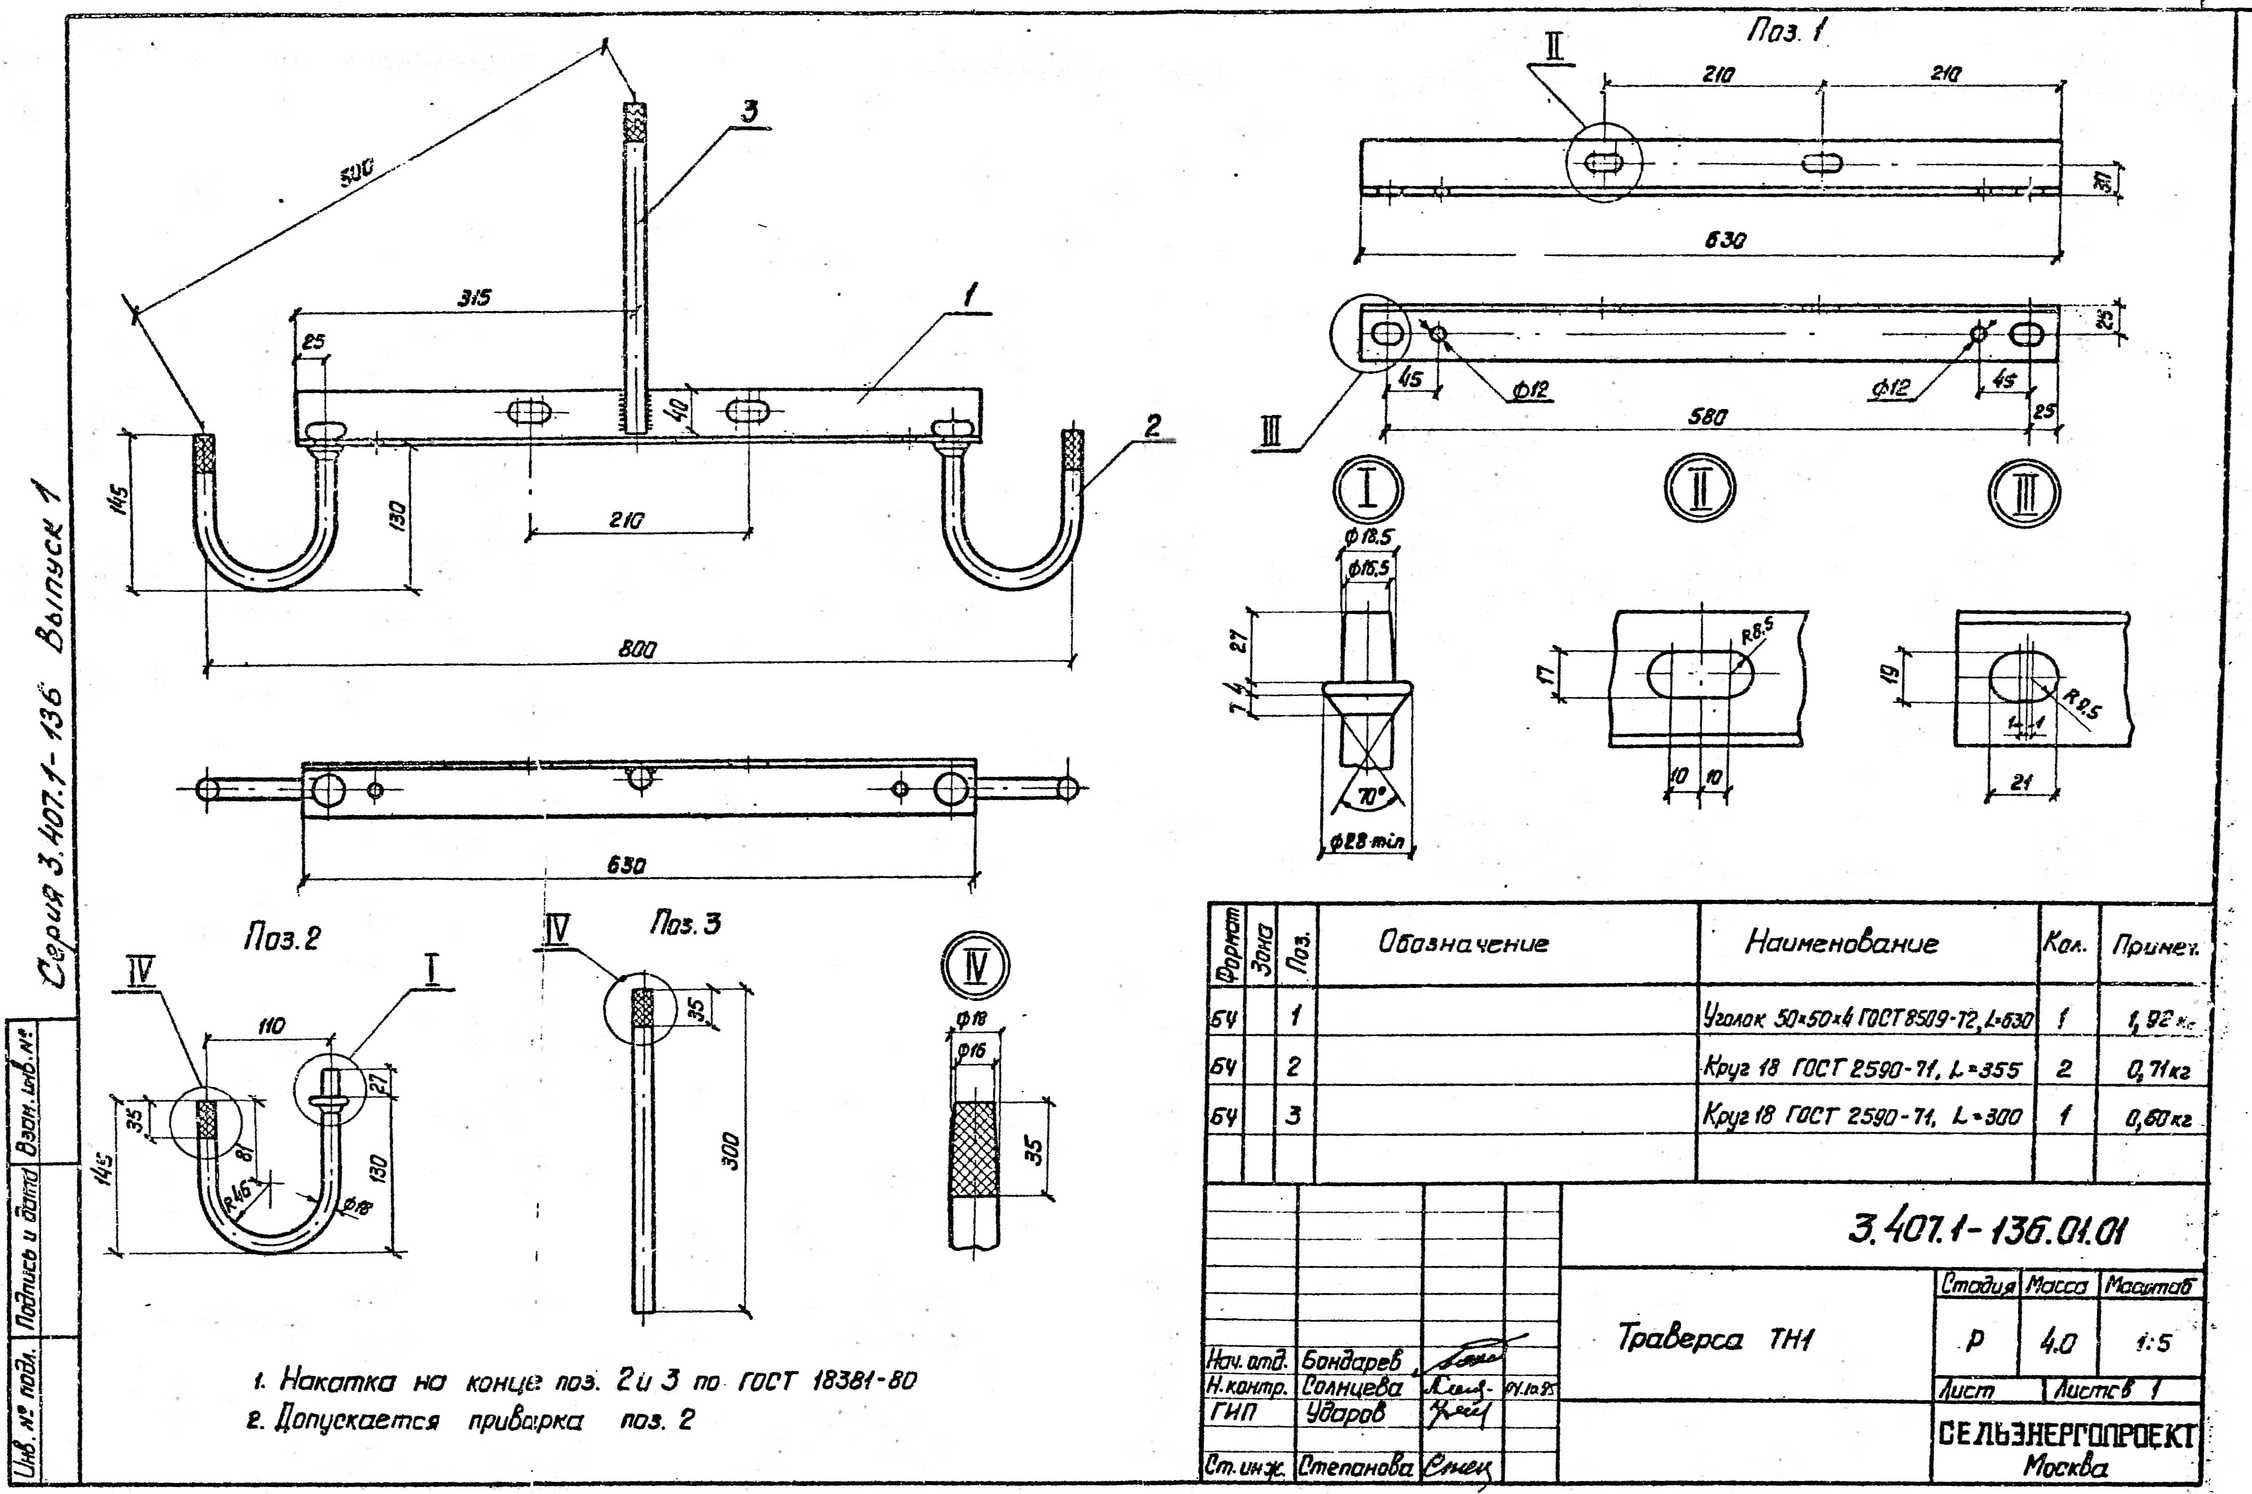 Серия 3.407.1-136 Выпуск 1
Инв. № подл.
Подпись и дата
Взам. инв. №
500
3
315
1
25
40
2
145
130
210
800
630
Поз. 1
II
210
210
30
630
25
45
ф12
ф12
45
III
580
25
I
II
III
ф18.5
ф16,5
27
4
7
70°
ф28 min
R8.5
17
10
10
19
1
1
21
Поз. 2
IV
I
110
35
27
145
81
130
R46
ф18
Поз. 3
IV
35
300
IV
ф18
ф16
35
1. Накатка на конце поз. 2 и 3 по ГОСТ 18381-80
2. Допускается приварка поз. 2
Формат Зона Поз. Обозначение Наименование Кол. Примеч.
БЧ 1 Уголок 50×50×4 ГОСТ 8509-72, L=630 1 1,92 кг
БЧ 2 Круг 18 ГОСТ 2590-71, L=355 2 0,71 кг
БЧ 3 Круг 18 ГОСТ 2590-71, L=300 1 0,60 кг
3.407.1-136.01.01
Траверса ТН1
Стадия Масса Масштаб
Р 4.0 1:5
Лист Листов 1
Нач. отд. Бондарев
Н. контр. Солнцева
ГИП Ударов
Ст. инж. Степанова
СЕЛЬЭНЕРГОПРОЕКТ
Москва